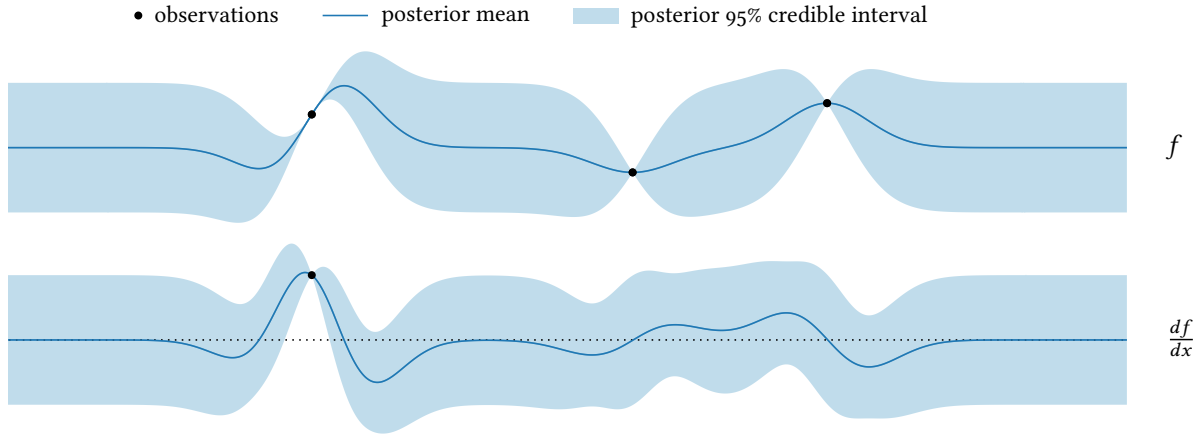 observations posterior mean posterior 95% credible interval
f
df
dx